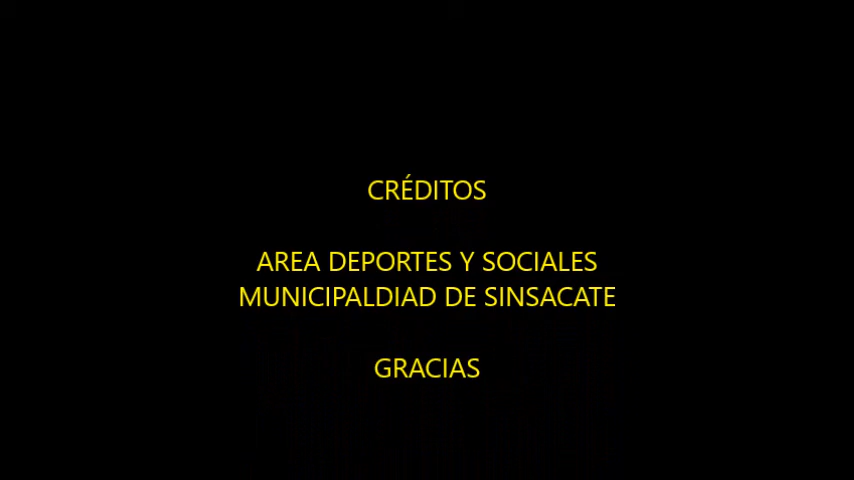 CRÉDITOS
AREA DEPORTES Y SOCIALES
MUNICIPALDIAD DE SINSACATE
GRACIAS